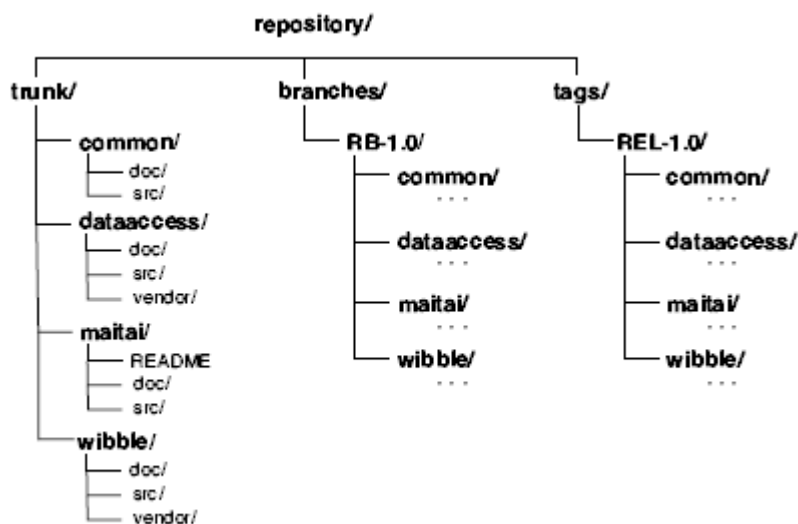 repository/
trunk/
common/
doc/
src/
dataaccess/
doc/
src/
vendor/
maitai/
README
doc/
src/
wibble/
doc/
src/
vendor/
branches/
RB-1.0/
common/
...
dataaccess/
...
maitai/
...
wibble/
...
tags/
REL-1.0/
common/
...
dataaccess/
...
maitai/
...
wibble/
...